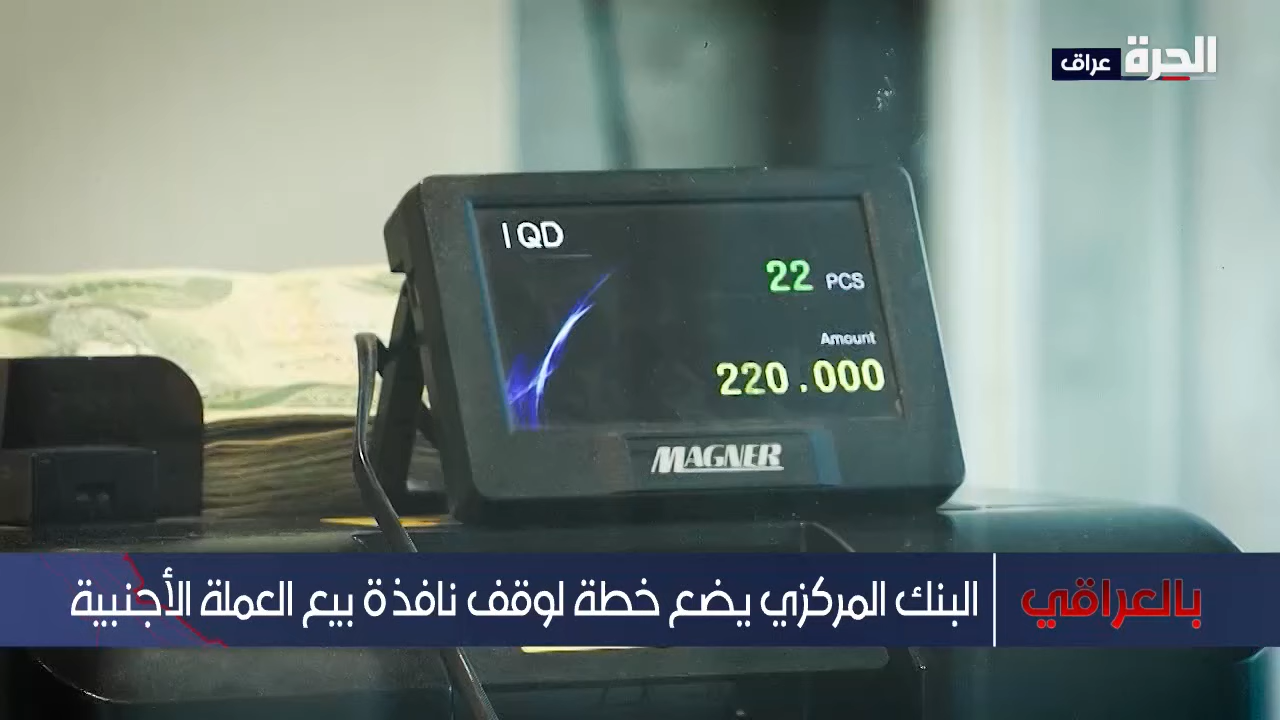 الحرة
عراق
IQD
22 PCS
Amount
220.000
MAGNER
بالعراقي
البنك المركزي يضع خطة لوقف نافذة بيع العملة الأجنبية